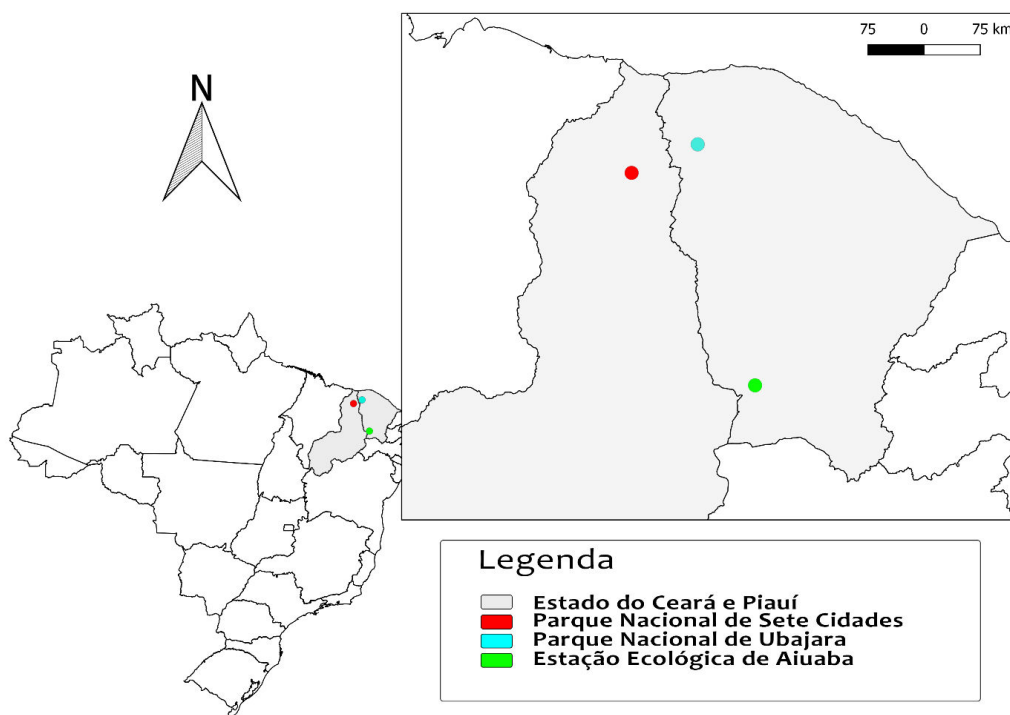 75 0 75 km
N
Legenda
Estado do Ceará e Piauí
Parque Nacional de Sete Cidades
Parque Nacional de Ubajara
Estação Ecológica de Aiuaba